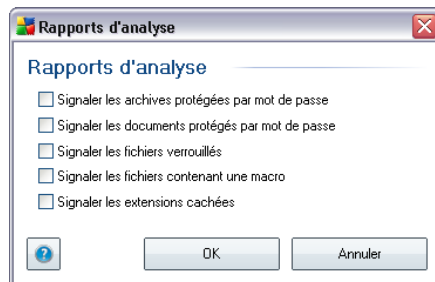 Rapports d'analyse
Rapports d'analyse
Signaler les archives protégées par mot de passe
Signaler les documents protégés par mot de passe
Signaler les fichiers verrouillés
Signaler les fichiers contenant une macro
Signaler les extensions cachées
? OK Annuler